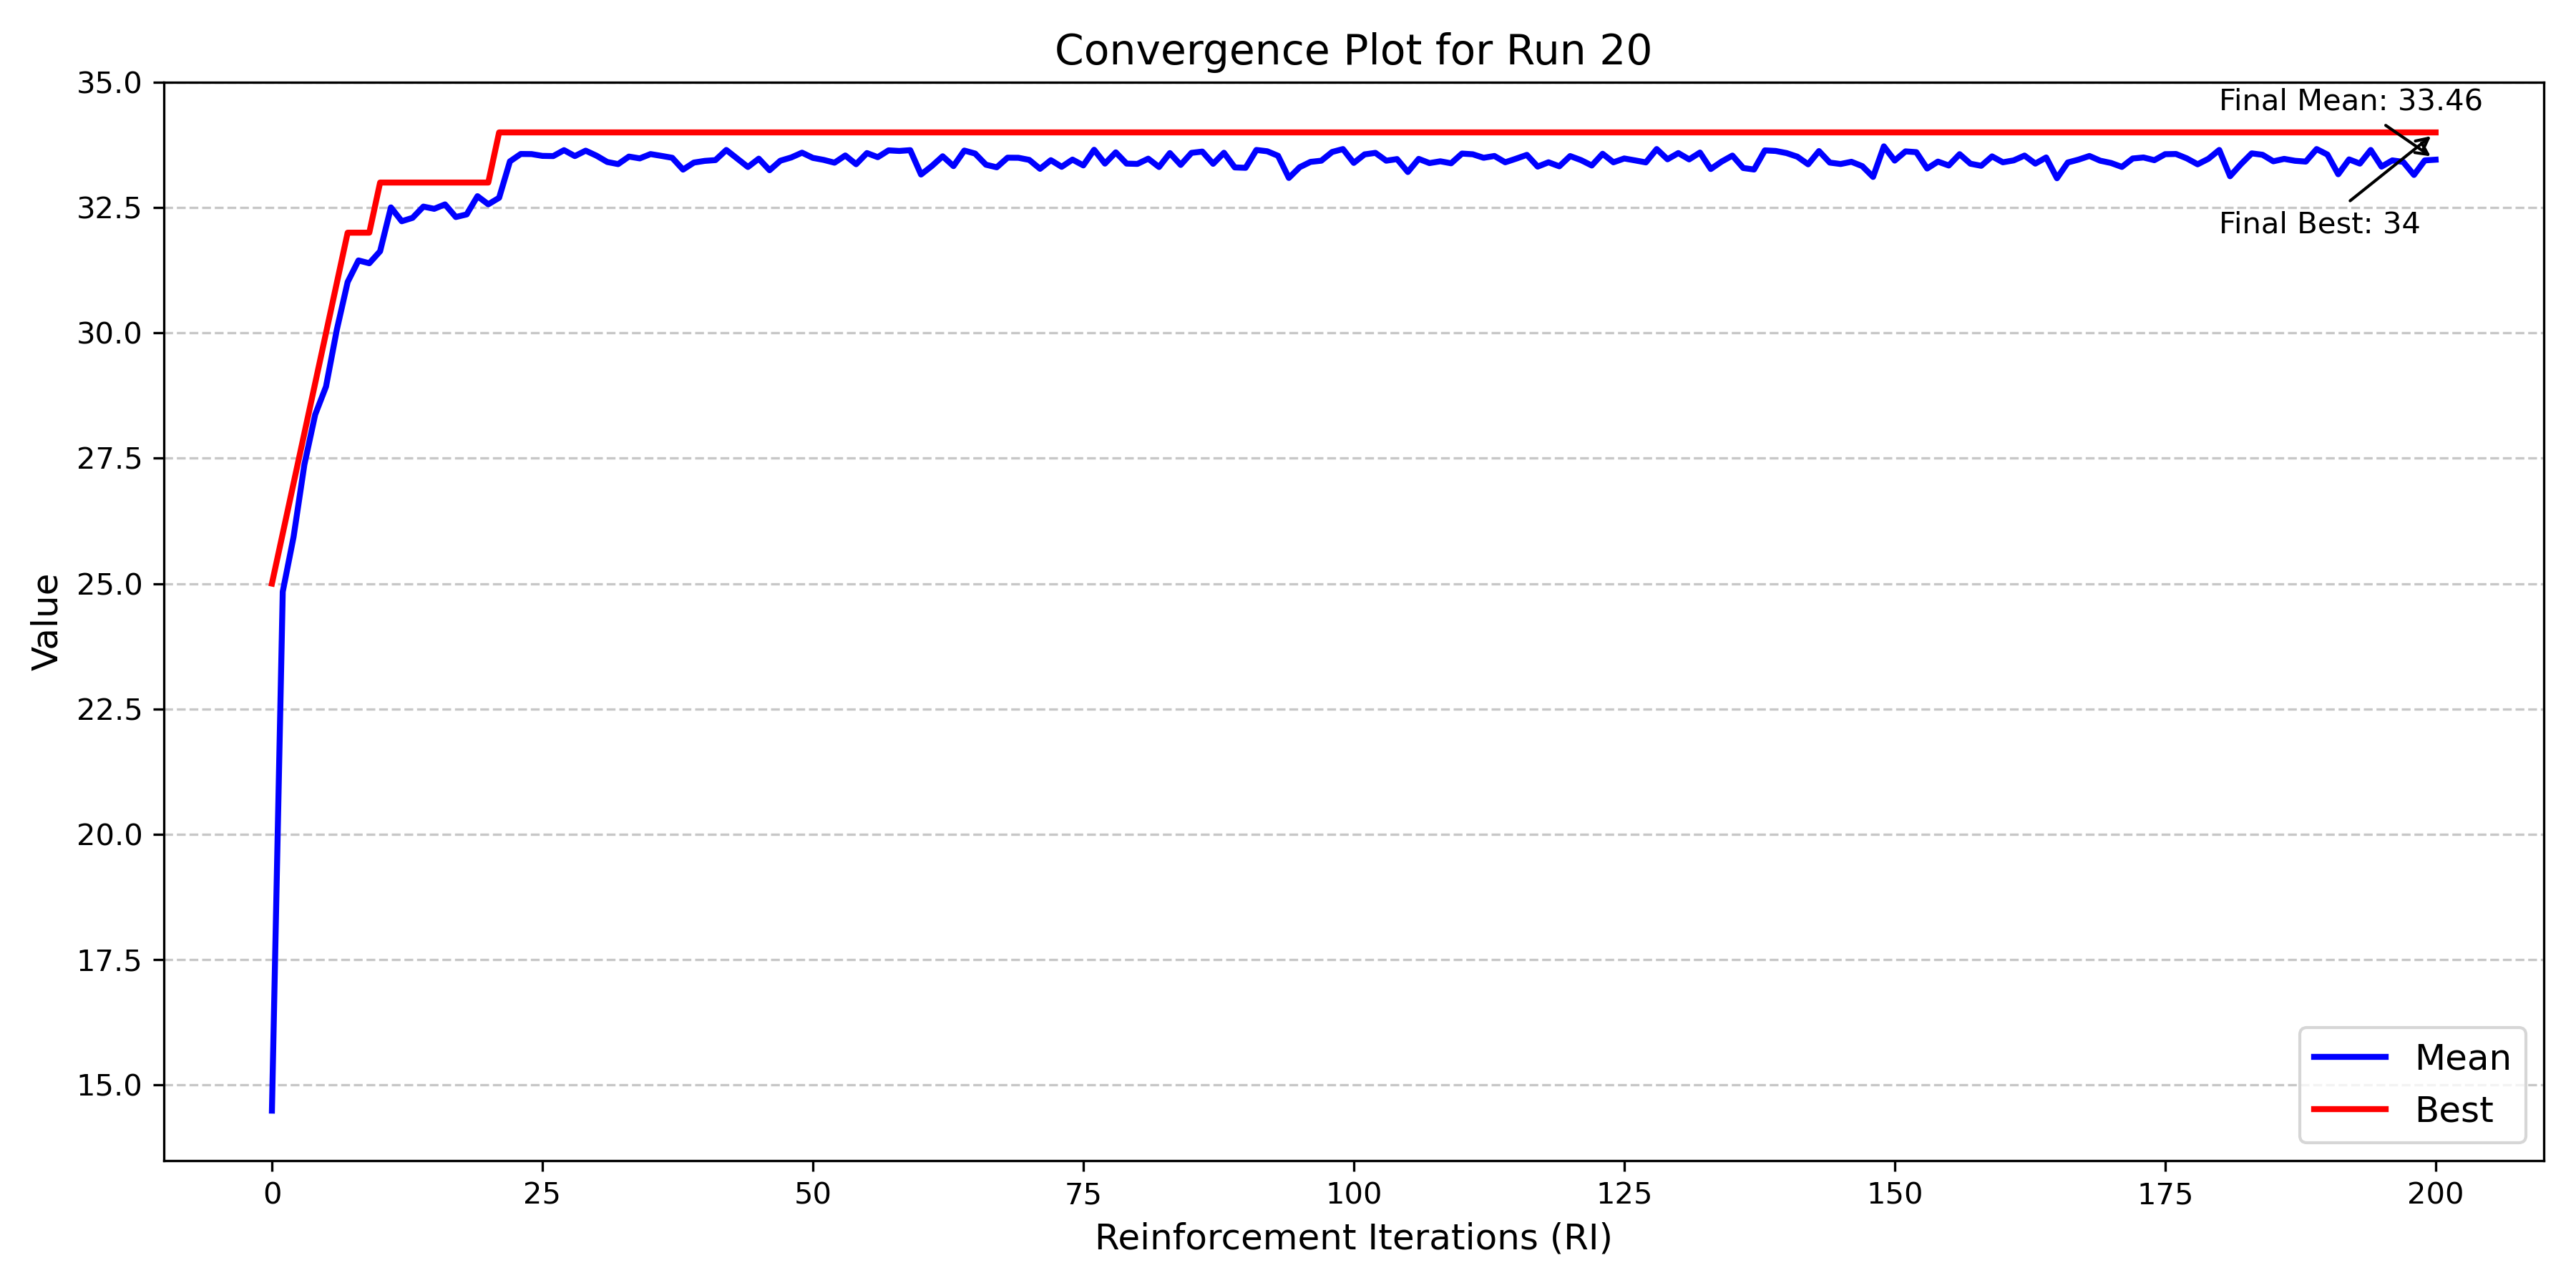 Convergence Plot for Run 20
35.0
32.5
30.0
27.5
25.0
22.5
20.0
17.5
15.0
Value
Final Mean: 33.46
Final Best: 34
Mean
Best
0 25 50 75 100 125 150 175 200
Reinforcement Iterations (RI)